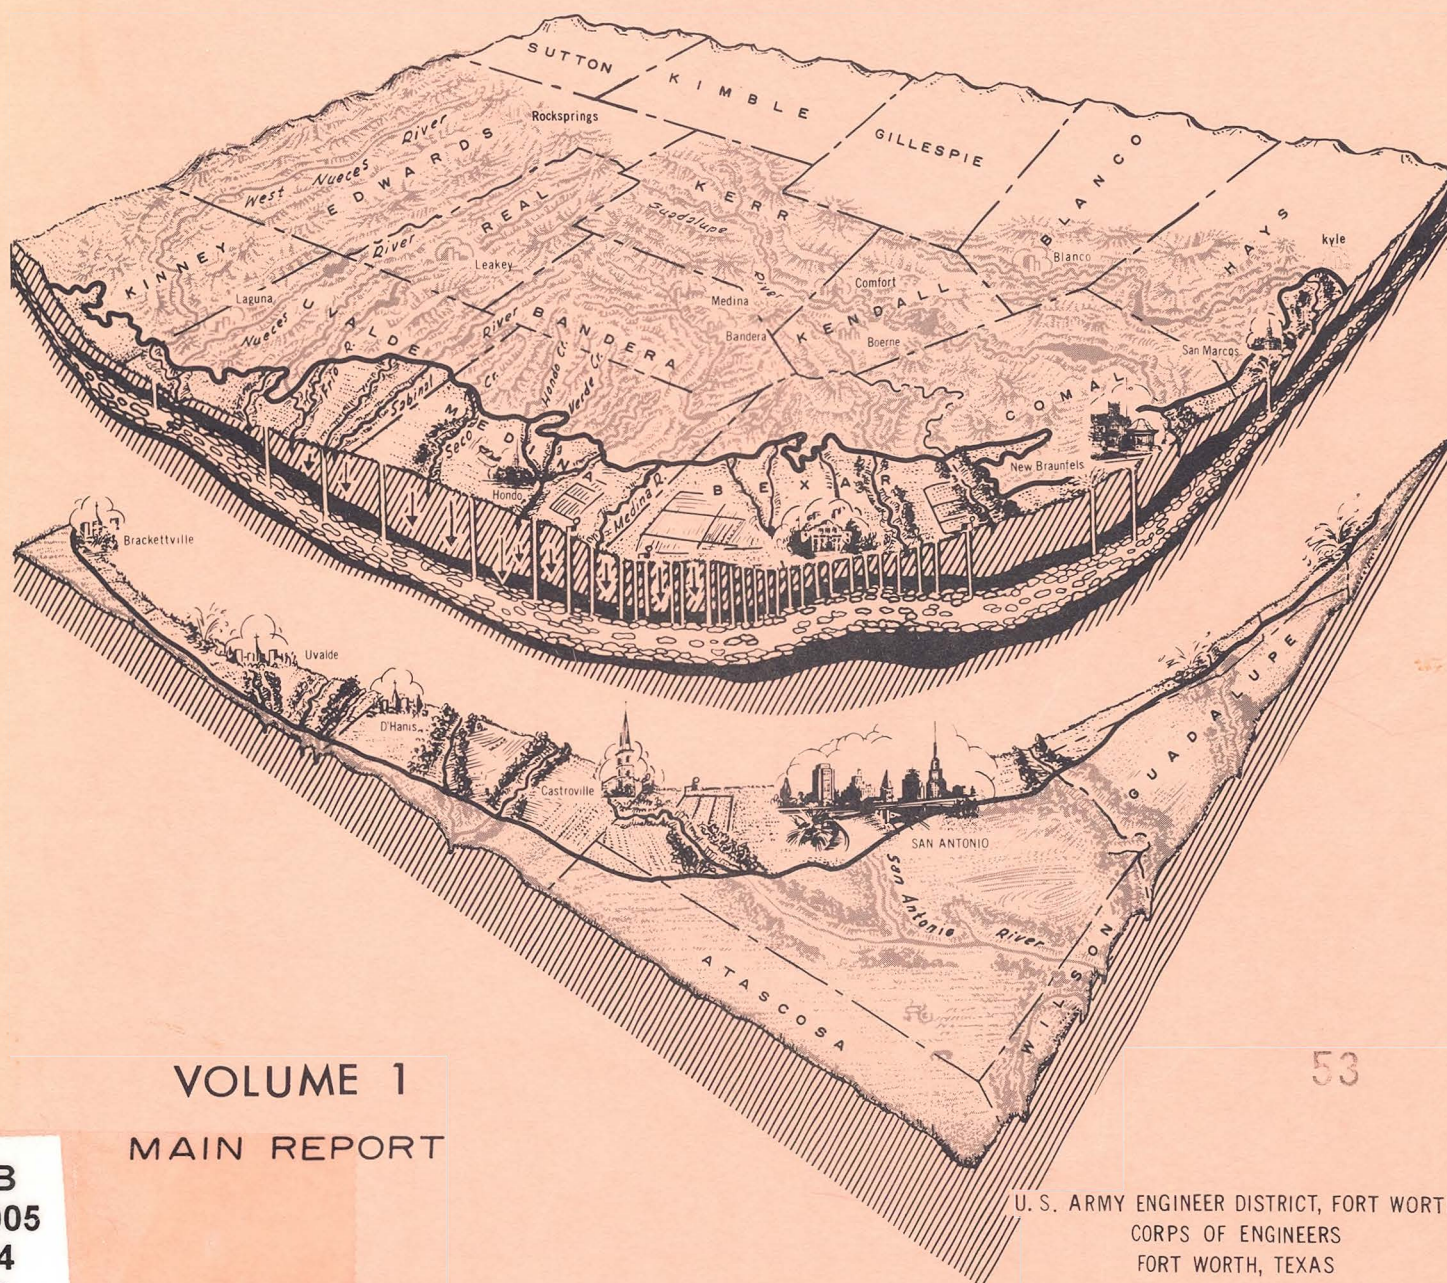 SUTTON
KIMBLE
GILLESPIE
BLANCO
HAYS
kyle
Rocksprings
West Nueces River
EDWARDS
REAL
KERR
Guadalupe
River
KINNEY
River
Leakey
Blanco
Comfort
Medina
KENDALL
Laguna
Nueces
R.
UVALDE
River
BANDERA
Bandera
Boerne
San Marcos
Hondo Cr.
Verde Cr.
Cr.
Sabinal
COMAL
MEDINA
Seco
Hondo
Medina R.
BEXAR
New Braunfels
Brackettville
Uvalde
D'Hanis
Castroville
SAN ANTONIO
San Antonio River
GUADALUPE
WILSON
ATASCOSA
VOLUME 1
MAIN REPORT
53
B
005
4
U. S. ARMY ENGINEER DISTRICT, FORT WORT
CORPS OF ENGINEERS
FORT WORTH, TEXAS